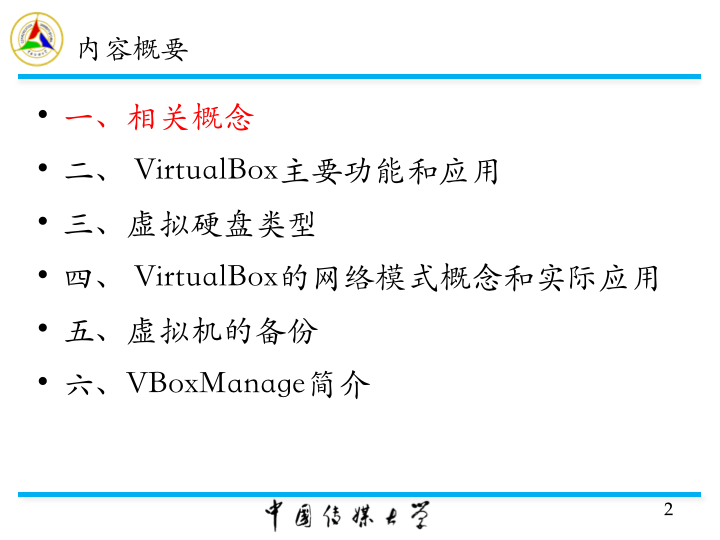 内容概要
• 一、相关概念
• 二、 VirtualBox主要功能和应用
• 三、虚拟硬盘类型
• 四、 VirtualBox的网络模式概念和实际应用
• 五、虚拟机的备份
• 六、VBoxManage简介
中国传媒大学
2